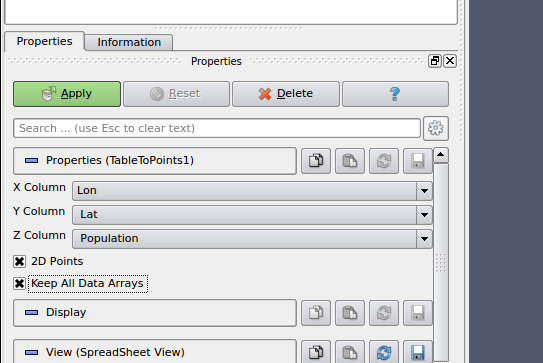 Properties Information
Properties
Apply Reset Delete ?
Search ... (use Esc to clear text)
Properties (TableToPoints1)
X Column Lon
Y Column Lat
Z Column Population
2D Points
Keep All Data Arrays
Display
View (SpreadSheet View)